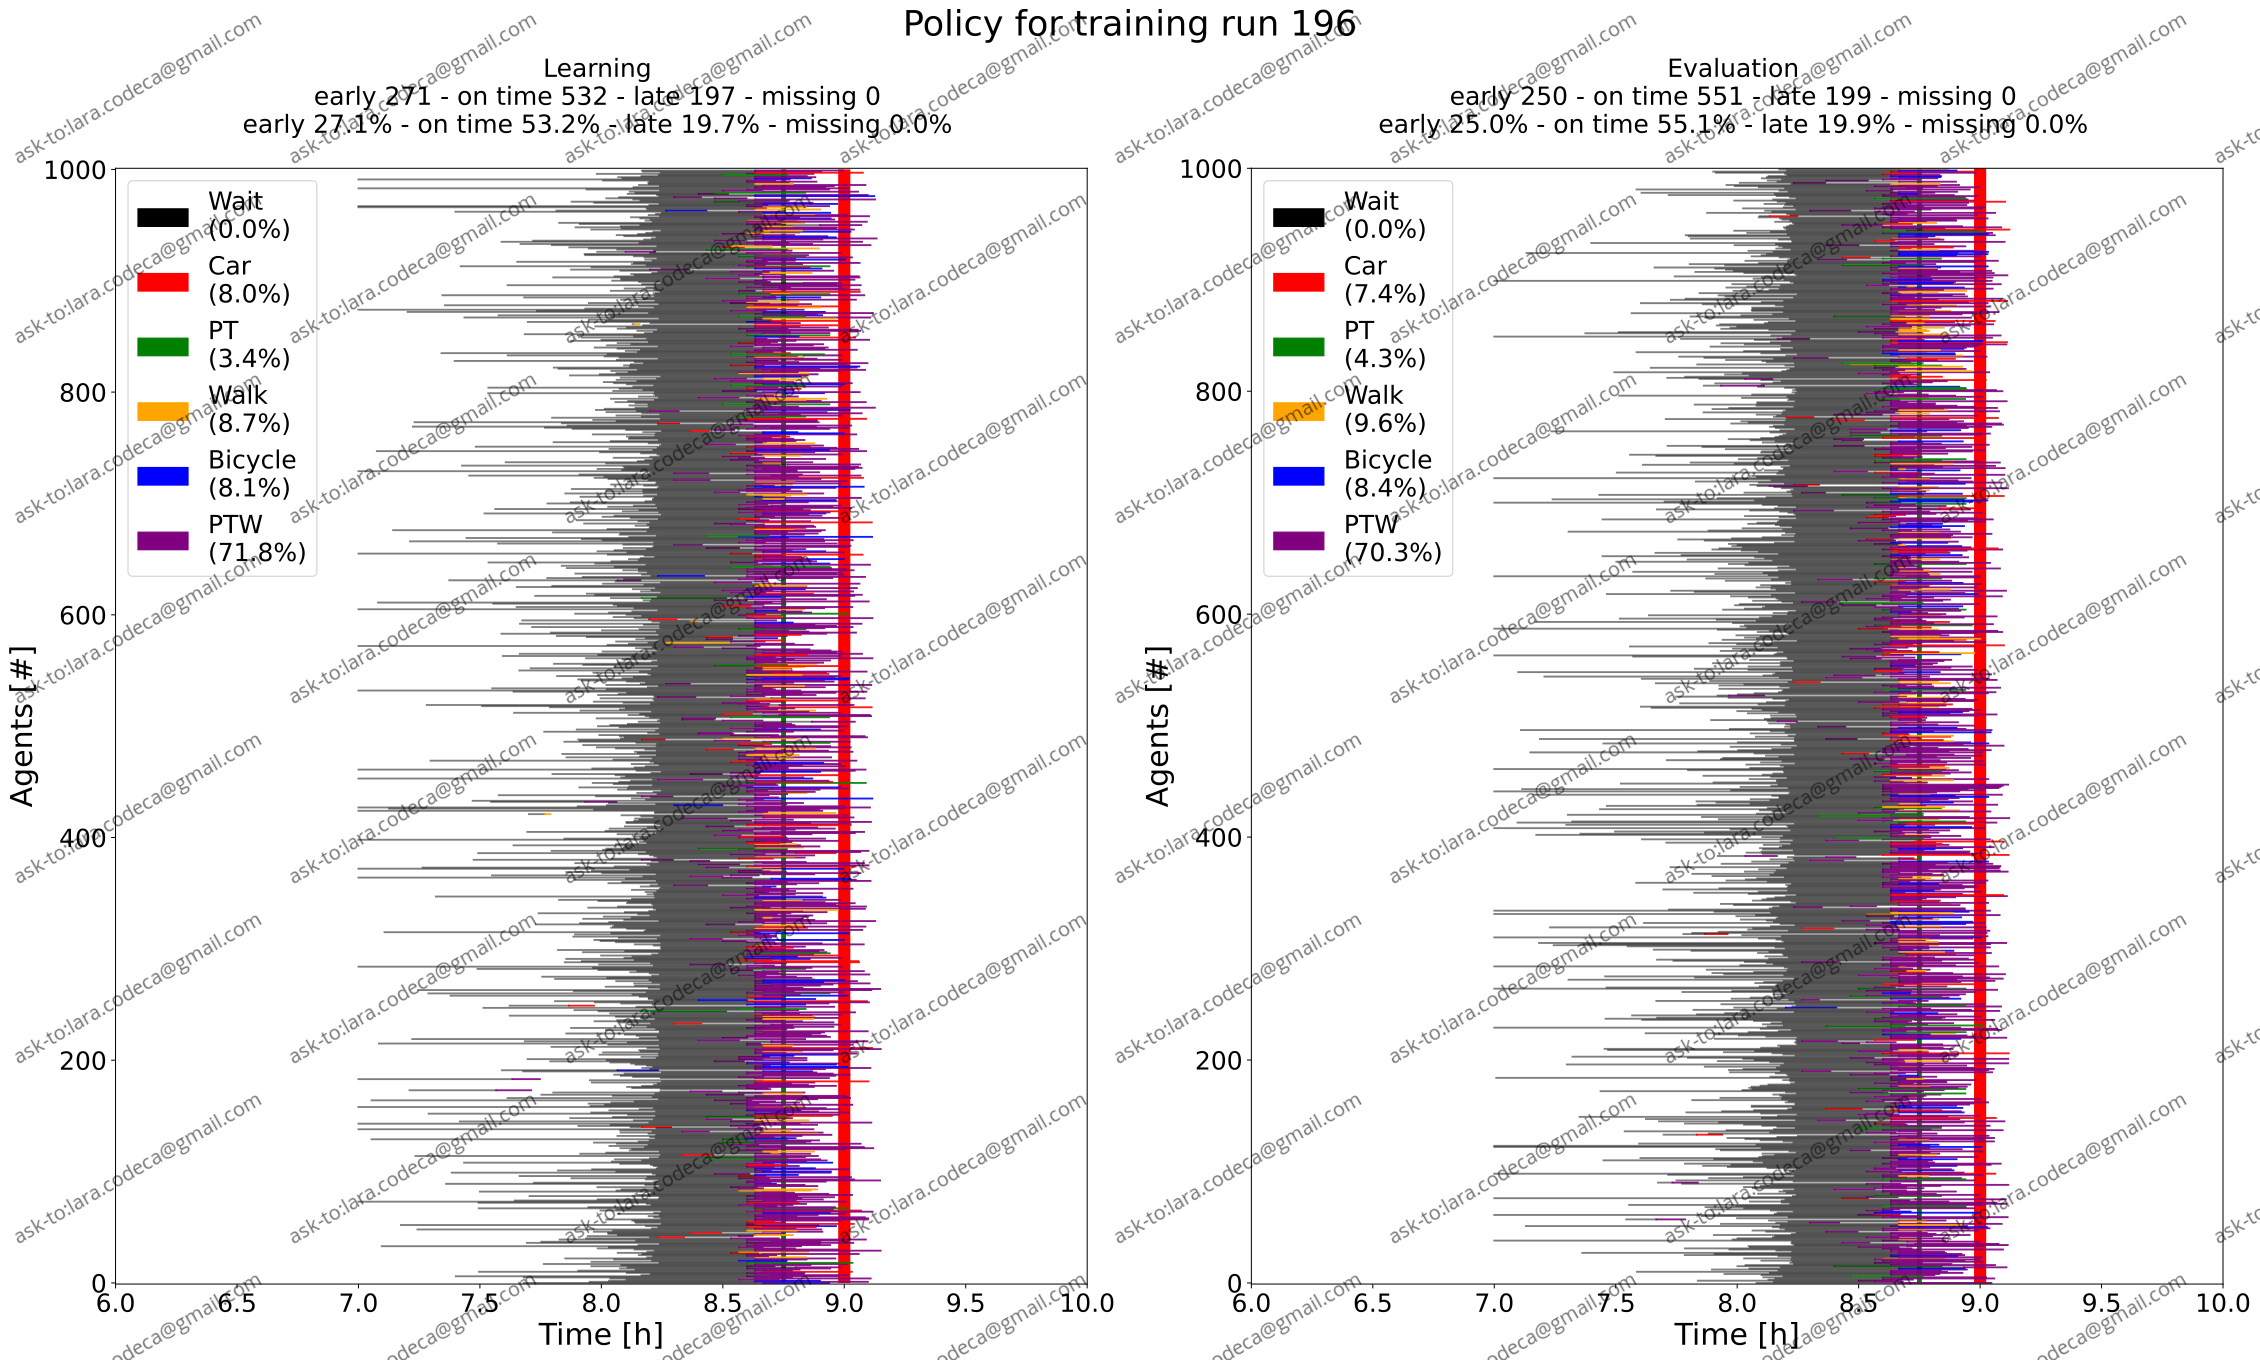 Policy for training run 196
Learning
early 271 - on time 532 - late 197 - missing 0
early 27.1% - on time 53.2% - late 19.7% - missing 0.0%
Wait
(0.0%)
Car
(8.0%)
PT
(3.4%)
Walk
(8.7%)
Bicycle
(8.1%)
PTW
(71.8%)
1000
800
600
400
200
0
Agents [#]
6.0 6.5 7.0 7.5 8.0 8.5 9.0 9.5 10.0
Time [h]
Evaluation
early 250 - on time 551 - late 199 - missing 0
early 25.0% - on time 55.1% - late 19.9% - missing 0.0%
Wait
(0.0%)
Car
(7.4%)
PT
(4.3%)
Walk
(9.6%)
Bicycle
(8.4%)
PTW
(70.3%)
1000
800
600
400
200
0
Agents [#]
6.0 6.5 7.0 7.5 8.0 8.5 9.0 9.5 10.0
Time [h]
ask-to:lara.codeca@gmail.com